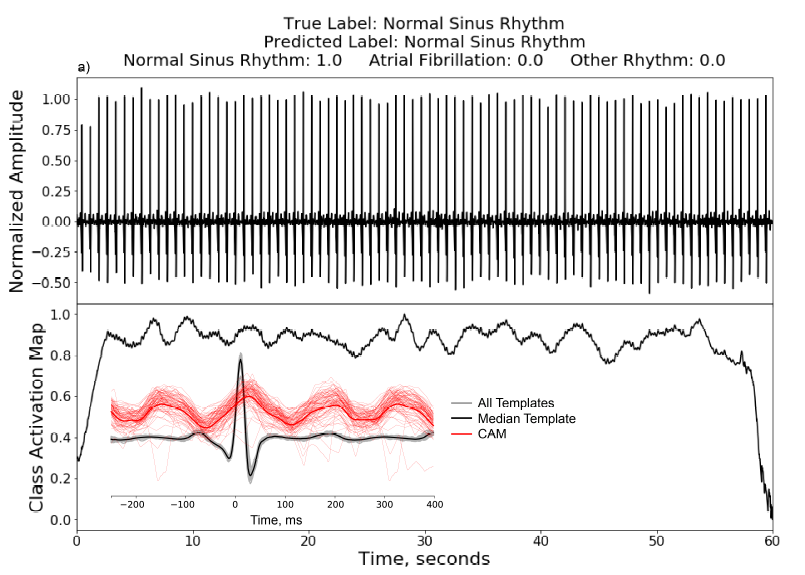 True Label: Normal Sinus Rhythm
Predicted Label: Normal Sinus Rhythm
Normal Sinus Rhythm: 1.0 Atrial Fibrillation: 0.0 Other Rhythm: 0.0
a)
Normalized Amplitude
1.00
0.75
0.50
0.25
0.00
−0.25
−0.50
Class Activation Map
1.0
0.8
0.6
0.4
0.2
0.0
All Templates
Median Template
CAM
−200 −100 0 100 200 300 400
Time, ms
0 10 20 30 40 50 60
Time, seconds